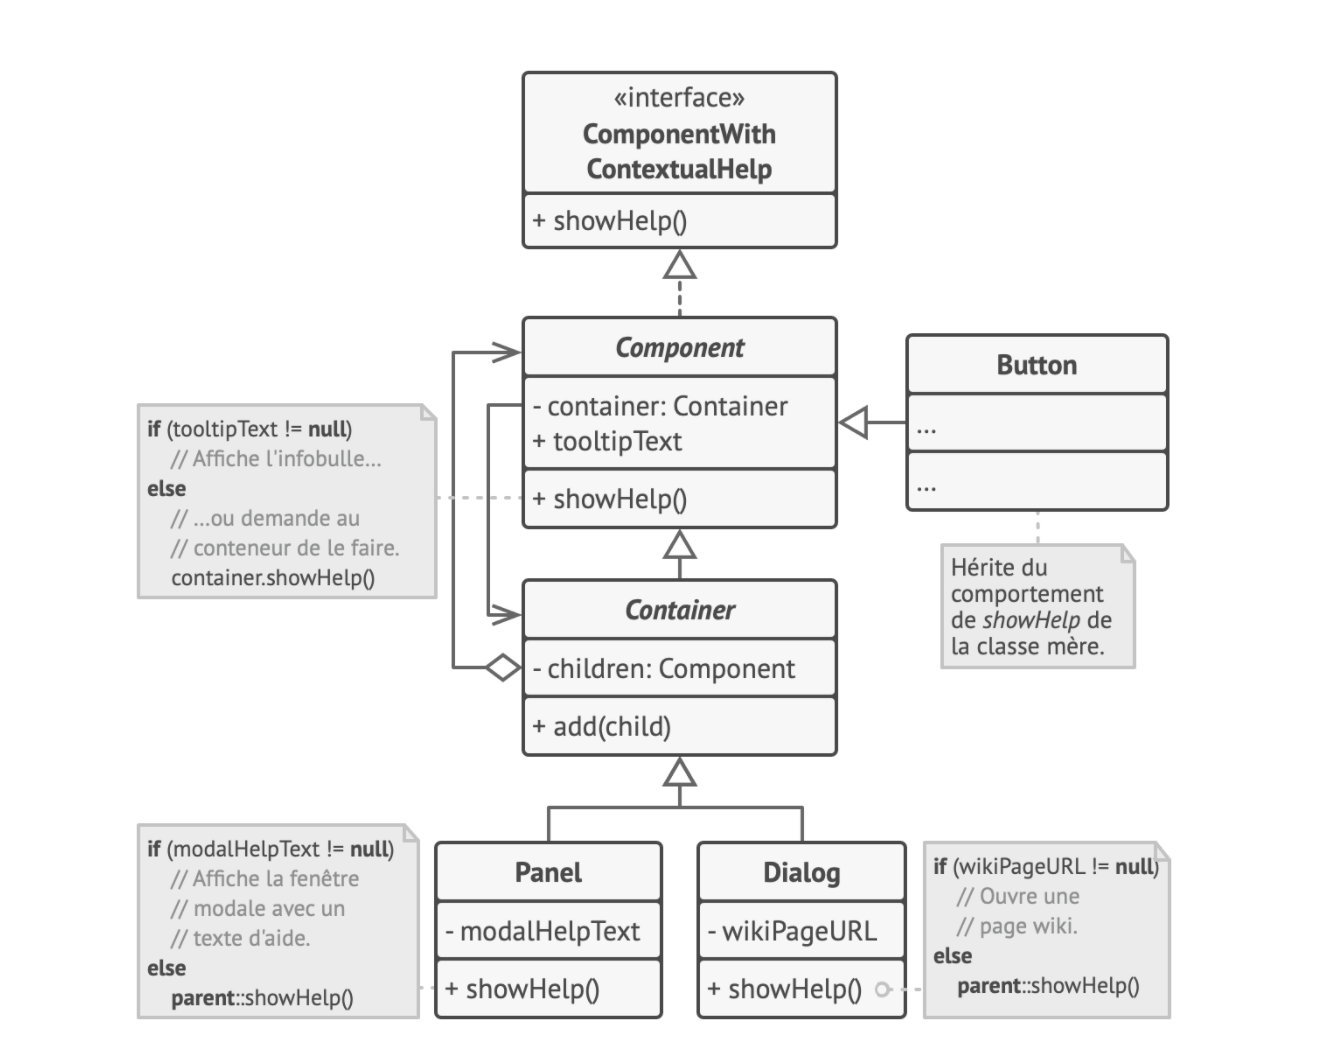 «interface»
ComponentWith
ContextualHelp
+ showHelp()
Component
- container: Container
+ tooltipText
+ showHelp()
Button
...
...
if (tooltipText != null)
// Affiche l'infobulle...
else
// ...ou demande au
// conteneur de le faire.
container.showHelp()
Hérite du
comportement
de showHelp de
la classe mère.
Container
- children: Component
+ add(child)
if (modalHelpText != null)
// Affiche la fenêtre
// modale avec un
// texte d'aide.
else
parent::showHelp()
Panel
- modalHelpText
+ showHelp()
Dialog
- wikiPageURL
+ showHelp()
if (wikiPageURL != null)
// Ouvre une
// page wiki.
else
parent::showHelp()